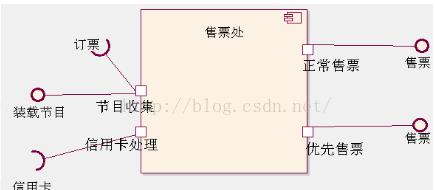 订票
售票处
正常售票
售票
装载节目
节目收集
http://blog.csdn.net/
信用卡处理
优先售票
售票
信用卡